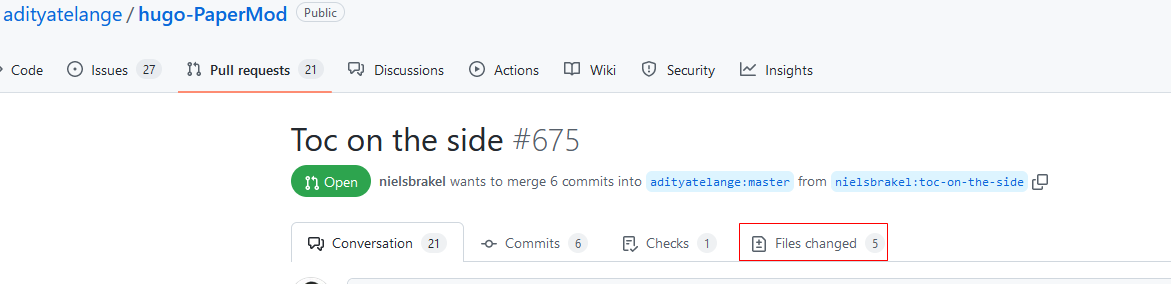 adityatelange / hugo-PaperMod Public
Code Issues 27 Pull requests 21 Discussions Actions Wiki Security Insights
Toc on the side #675
Open nielsbrakel wants to merge 6 commits into adityatelange:master from nielsbrakel:toc-on-the-side
Conversation 21 Commits 6 Checks 1 Files changed 5